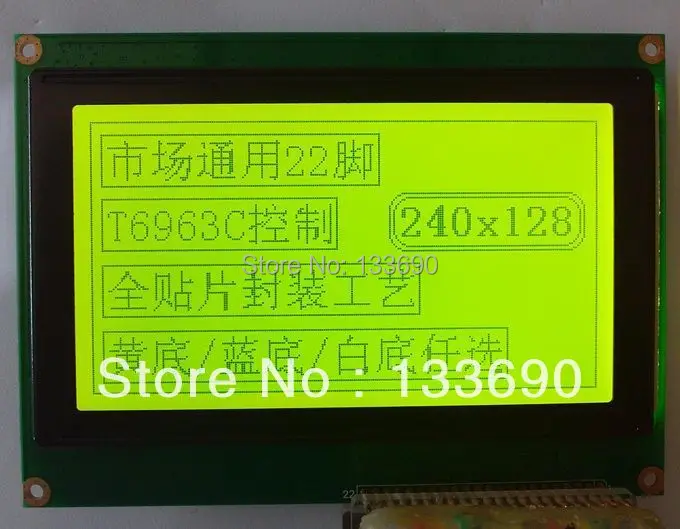 市场通用22脚
T6963C控制
240x128
Store No: 133690
全贴片封装工艺
黄底/蓝底/白底任选
Store No : 133690
22